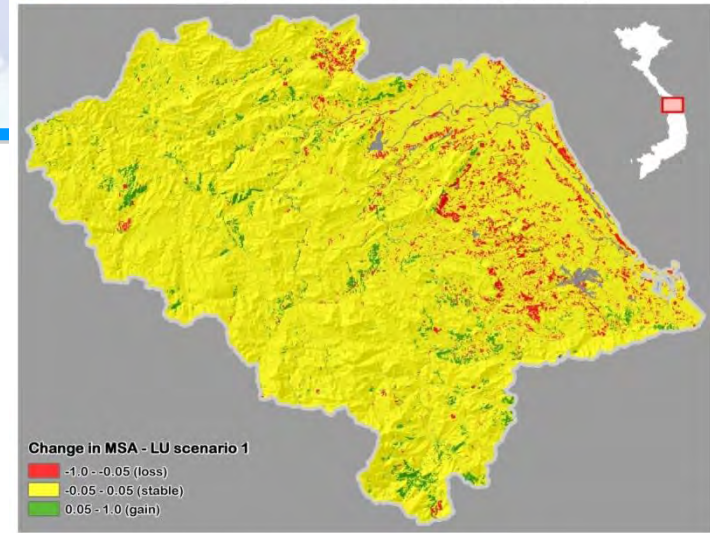 Change in MSA - LU scenario 1
-1.0 - -0.05 (loss)
-0.05 - 0.05 (stable)
0.05 - 1.0 (gain)